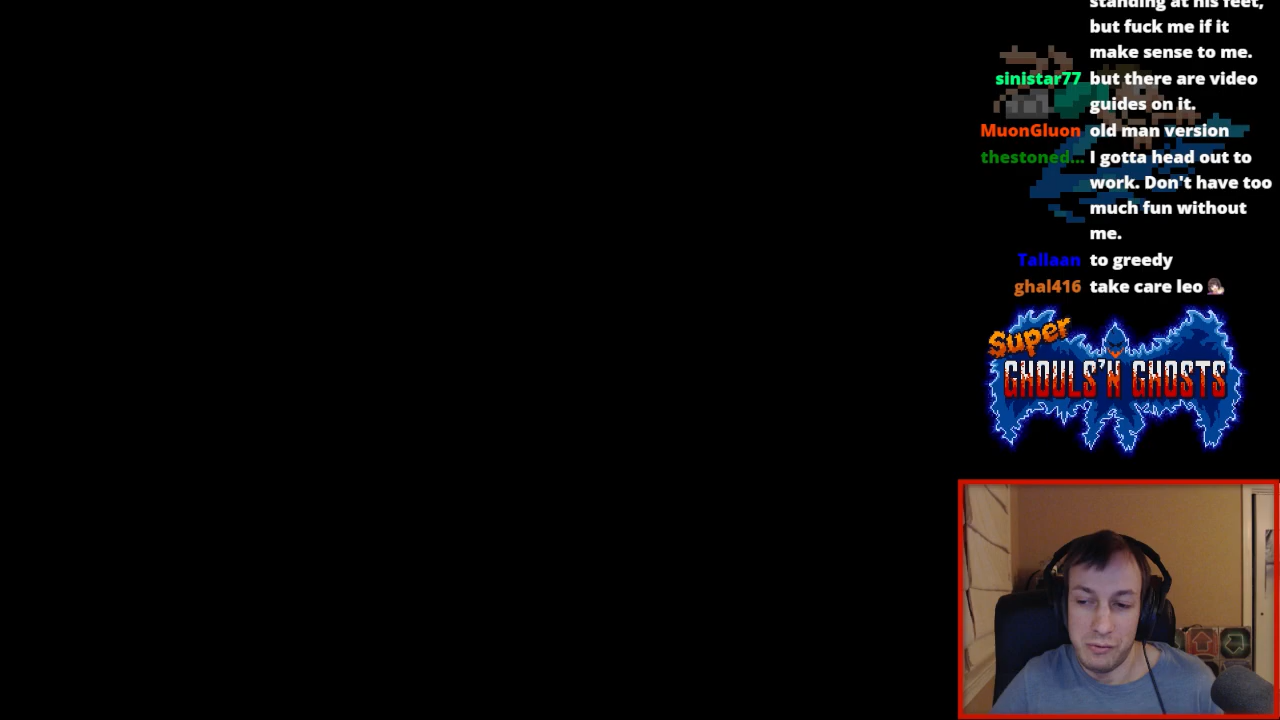 standing at his feet,
but fuck me if it
make sense to me.
sinistar77 but there are video
guides on it.
MuonGluon old man version
thestoned... I gotta head out to
work. Don't have too
much fun without
me.
Tallaan to greedy
ghal416 take care leo
Super
GHOULS'N GHOSTS